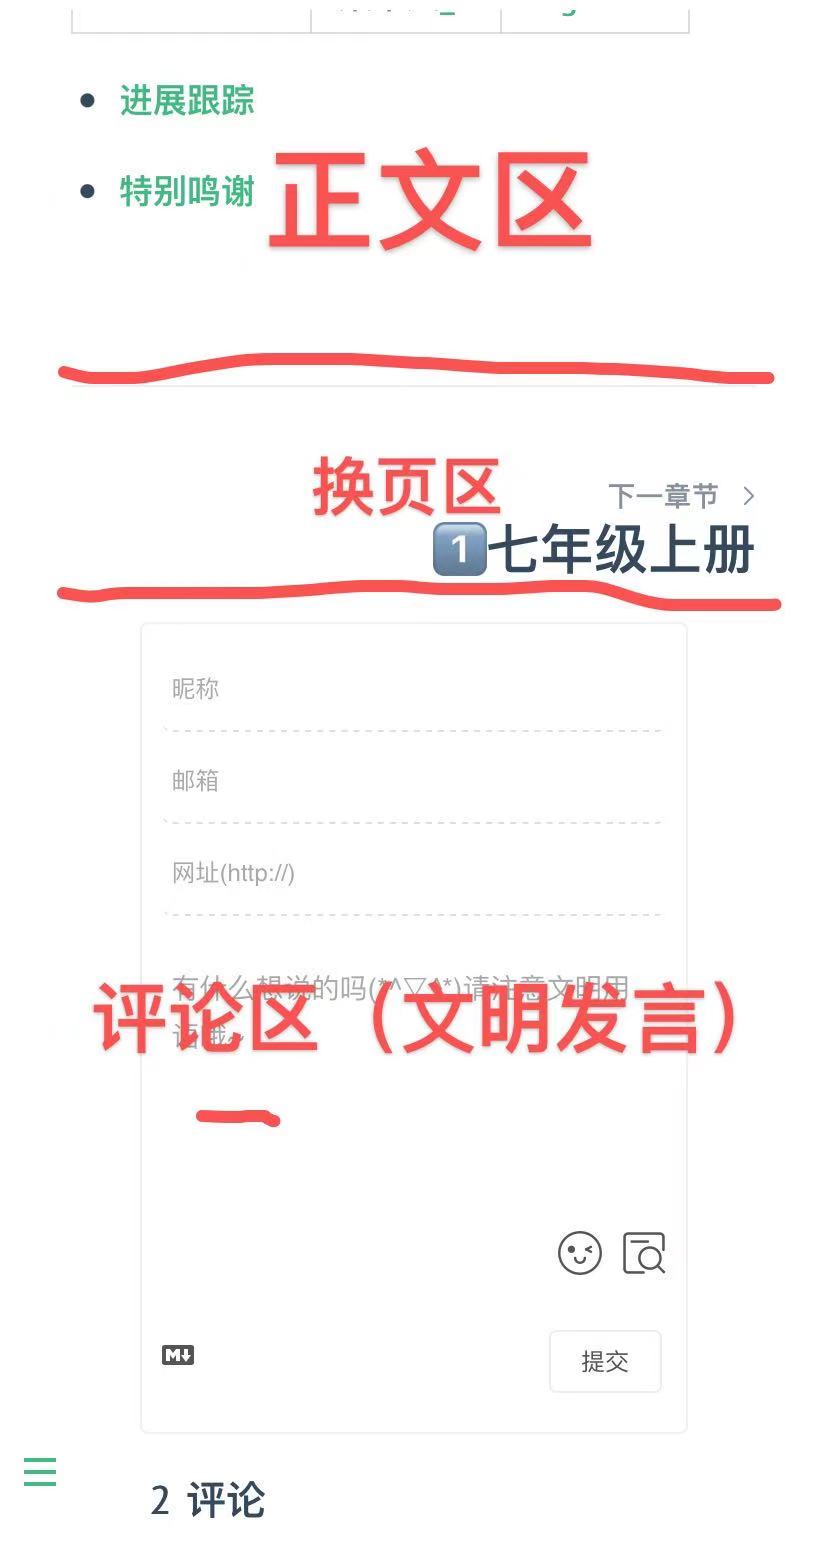 进展跟踪
特别鸣谢
正文区
换页区
下一章节
1七年级上册
昵称
邮箱
网址(http://)
有什么想说的吗(*^▽^*)请注意文明用
语哦~
评论区（文明发言）
M↓
提交
2 评论